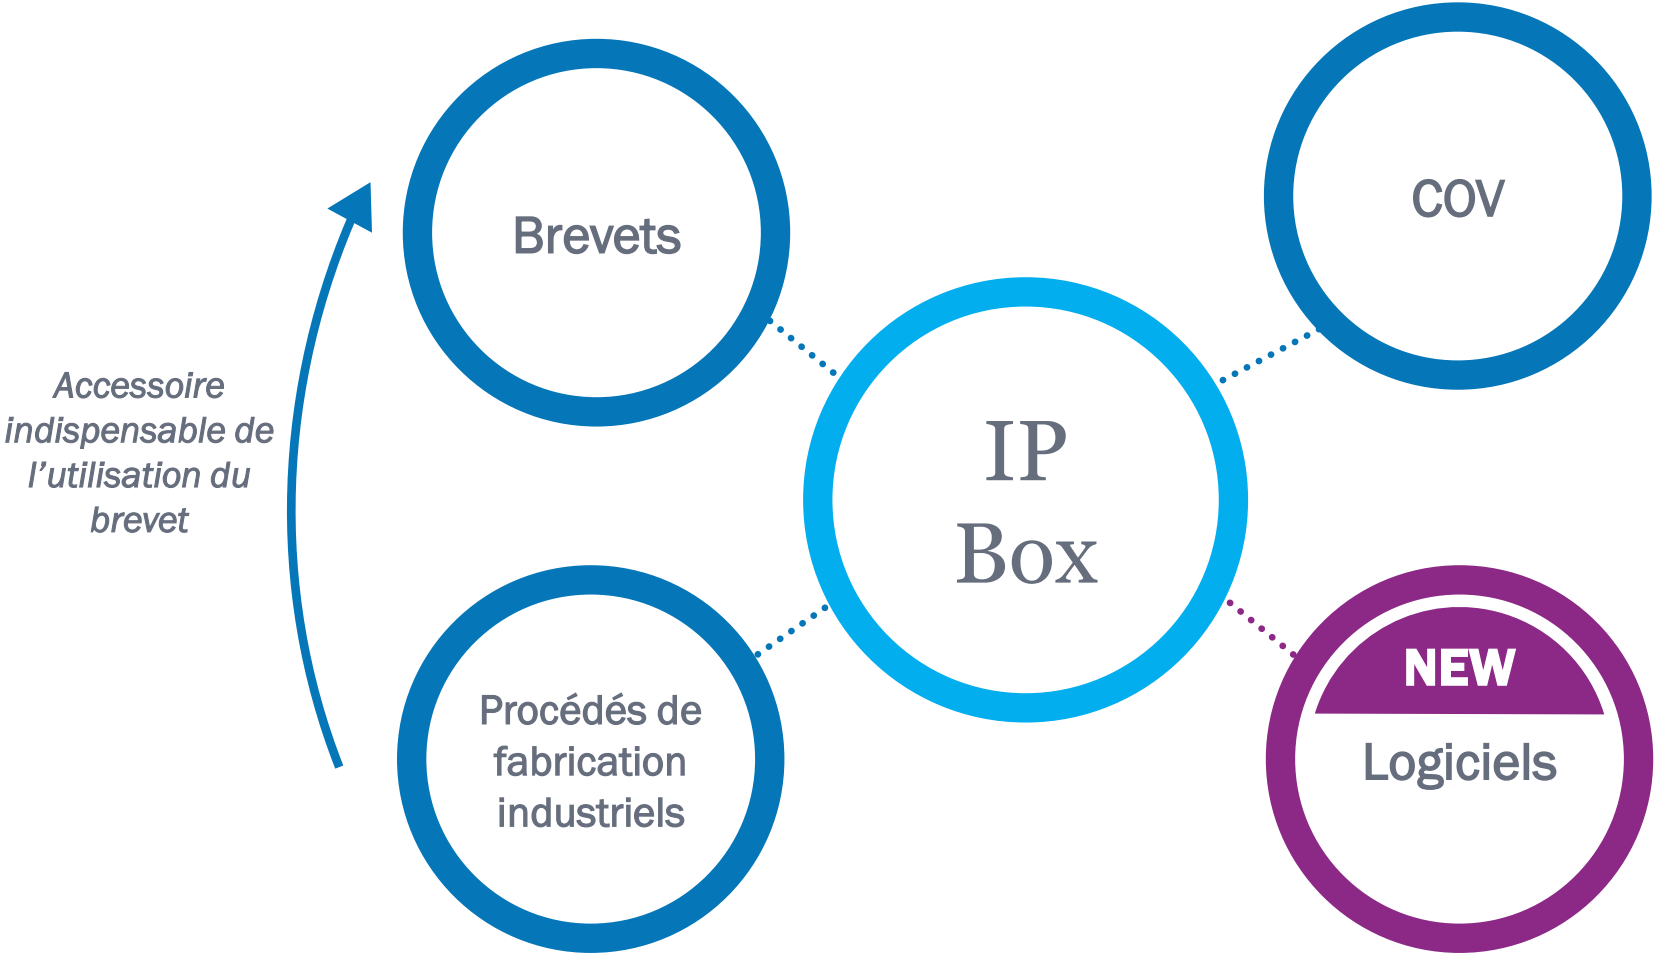 Brevets
COV
Accessoire
indispensable de
l’utilisation du
brevet
IP
Box
Procédés de
fabrication
industriels
NEW
Logiciels